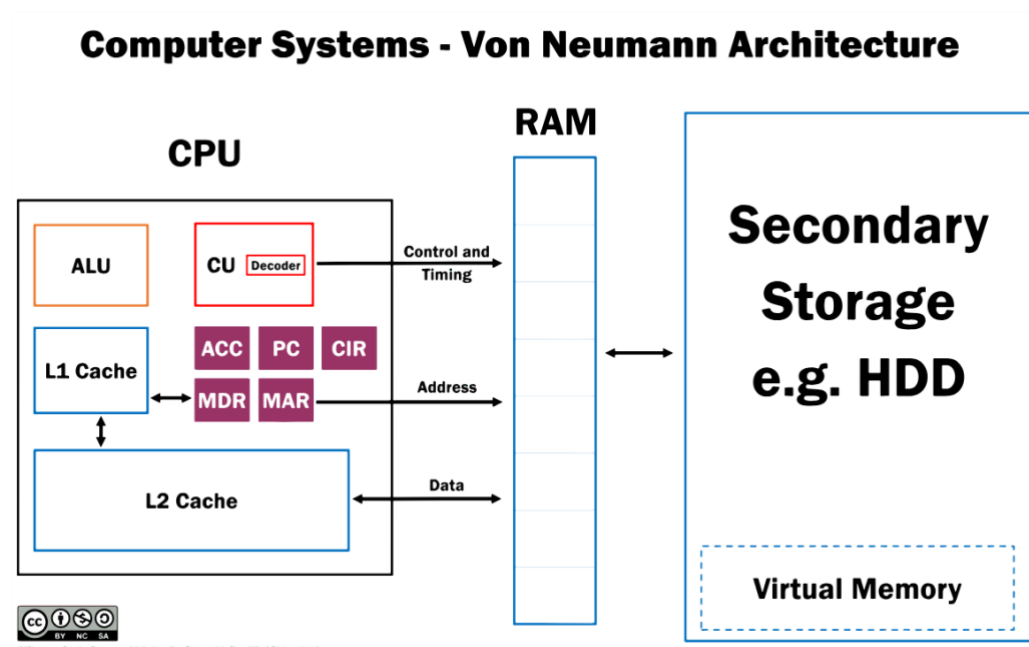 Computer Systems - Von Neumann Architecture
CPU
RAM
ALU
CU
Decoder
Control and
Timing
L1 Cache
ACC
PC
CIR
MDR
MAR
Address
L2 Cache
Data
Secondary
Storage
e.g. HDD
Virtual Memory
cc
BY NC SA